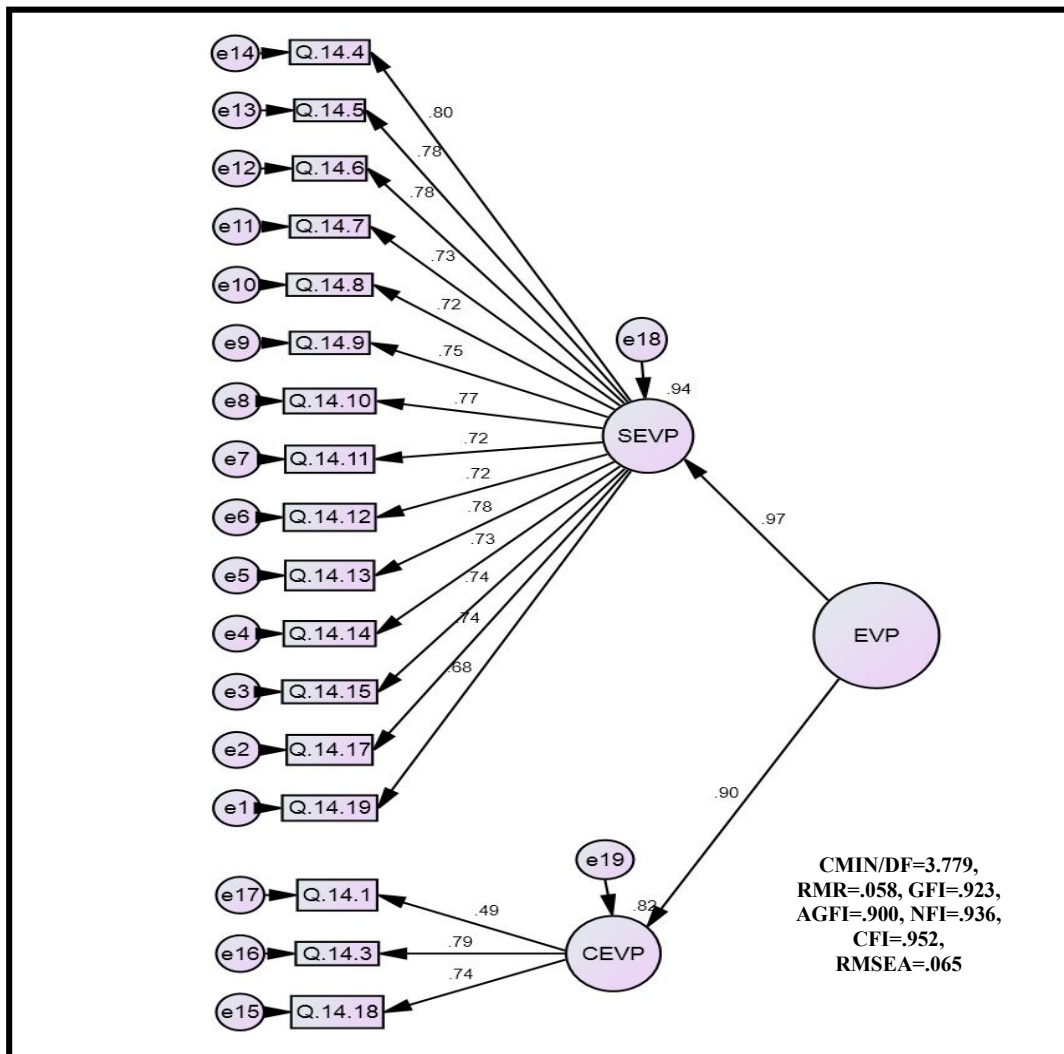 e14 Q.14.4
.80
e13 Q.14.5
.78
e12 Q.14.6
.78
e11 Q.14.7
.73
e10 Q.14.8
.72
e9 Q.14.9
.75
e18
.94
e8 Q.14.10
.77
SEVP
e7 Q.14.11
.72
e6 Q.14.12
.72
.78
.97
e5 Q.14.13
.73
e4 Q.14.14
.74
EVP
e3 Q.14.15
.74
.68
e2 Q.14.17
e1 Q.14.19
.90
e19
e17 Q.14.1
.49
.82
e16 Q.14.3
.79
CEVP
.74
e15 Q.14.18
CMIN/DF=3.779,
RMR=.058, GFI=.923,
AGFI=.900, NFI=.936,
CFI=.952,
RMSEA=.065